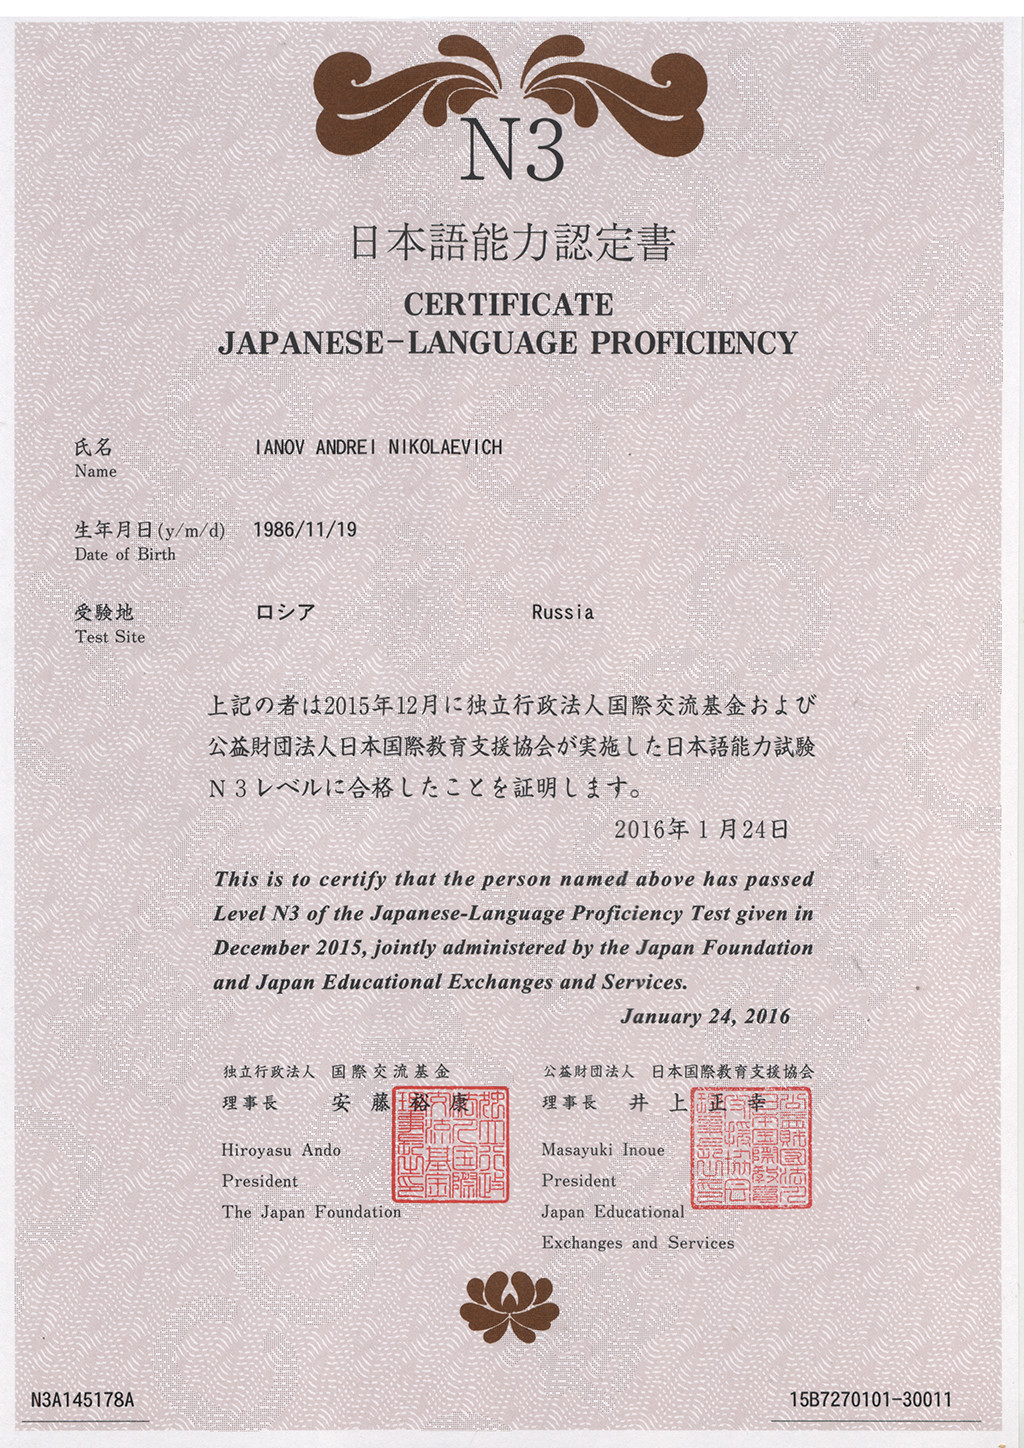 N3
日本語能力認定書
CERTIFICATE
JAPANESE-LANGUAGE PROFICIENCY
氏名 IANOV ANDREI NIKOLAEVICH
Name
生年月日(y/m/d) 1986/11/19
Date of Birth
受験地 ロシア Russia
Test Site
上記の者は2015年12月に独立行政法人国際交流基金および
公益財団法人日本国際教育支援協会が実施した日本語能力試験
N3レベルに合格したことを証明します。
2016年1月24日
This is to certify that the person named above has passed
Level N3 of the Japanese-Language Proficiency Test given in
December 2015, jointly administered by the Japan Foundation
and Japan Educational Exchanges and Services.
January 24, 2016
独立行政法人 国際交流基金
理事長 安藤裕康
Hiroyasu Ando
President
The Japan Foundation
公益財団法人 日本国際教育支援協会
理事長 井上正幸
Masayuki Inoue
President
Japan Educational
Exchanges and Services
N3A145178A
15B7270101-30011